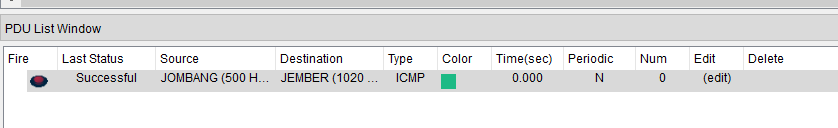 PDU List Window
Fire Last Status Source Destination Type Color Time(sec) Periodic Num Edit Delete
Successful JOMBANG (500 H... JEMBER (1020 ... ICMP 0.000 N 0 (edit)